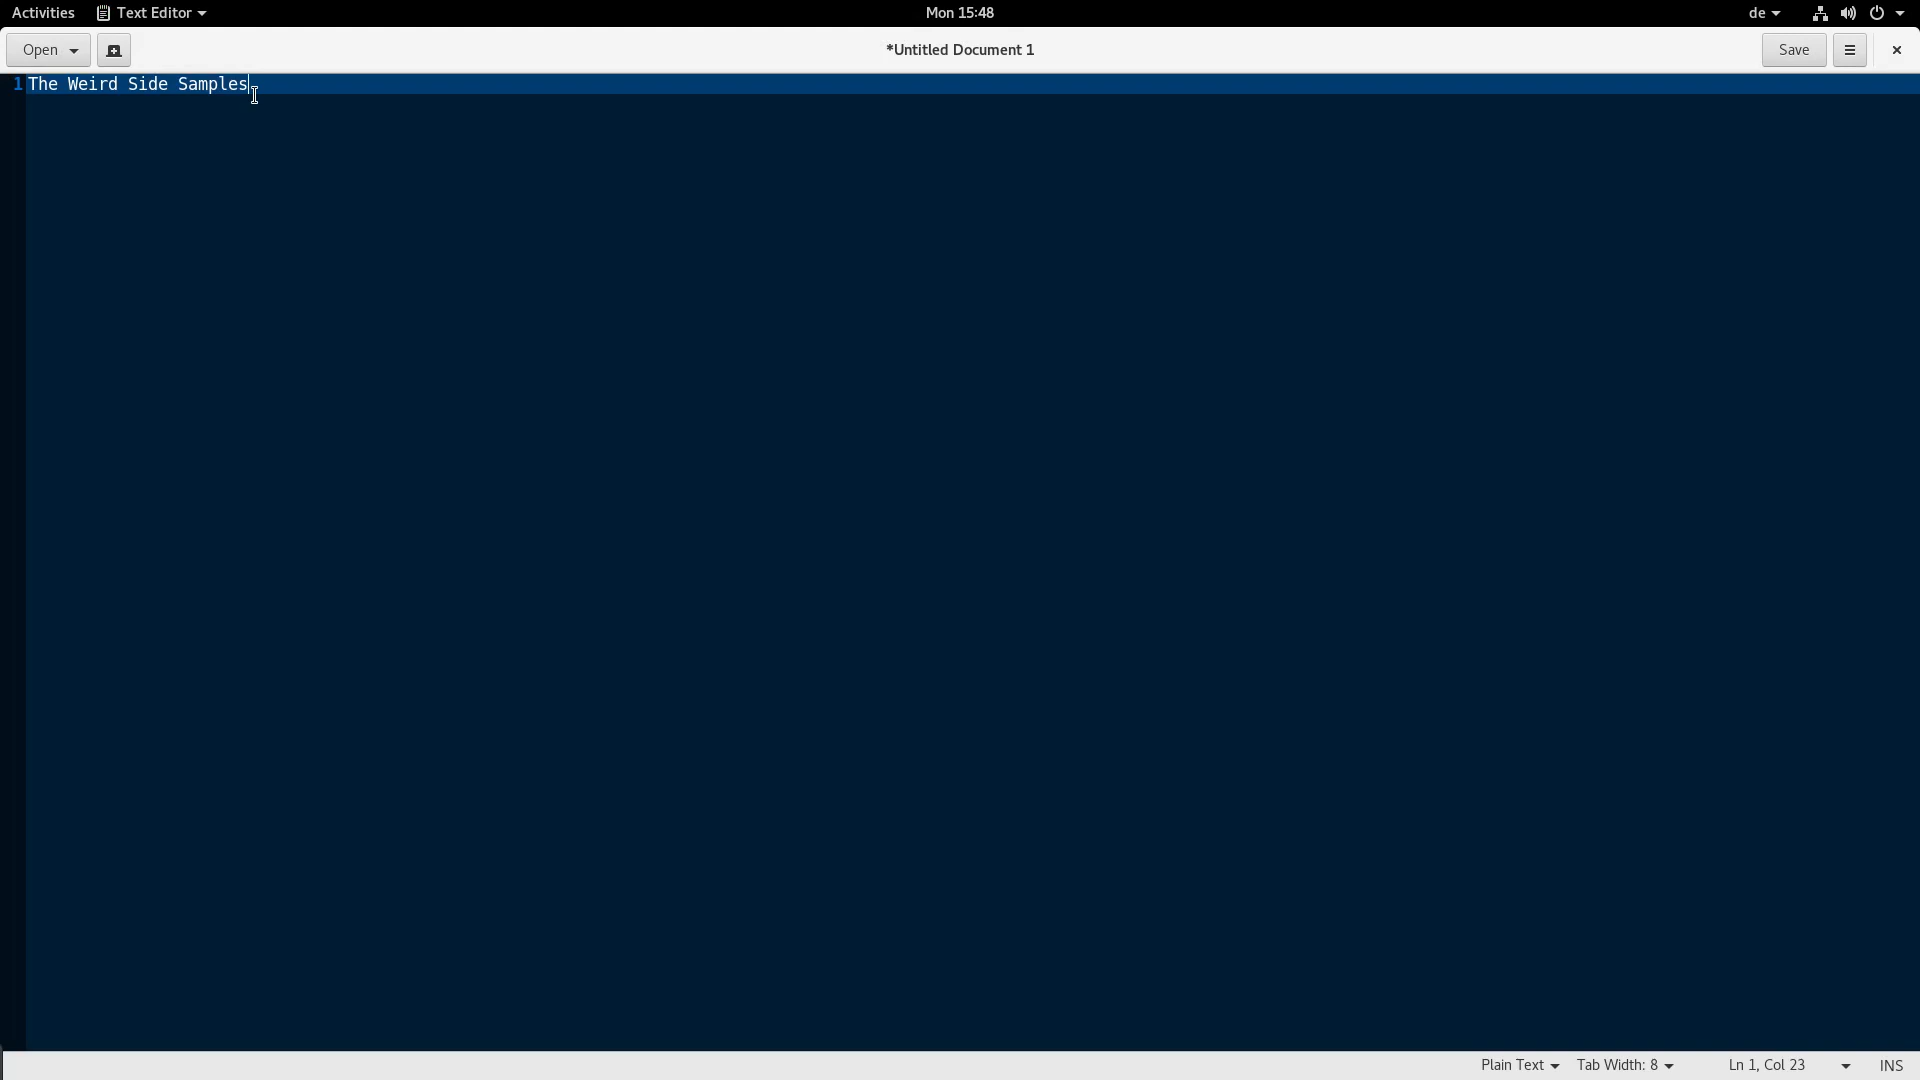 Activities Text Editor Mon 15:48 de
Open *Untitled Document 1 Save
1 The Weird Side Samples
Plain Text Tab Width: 8 Ln 1, Col 23 INS